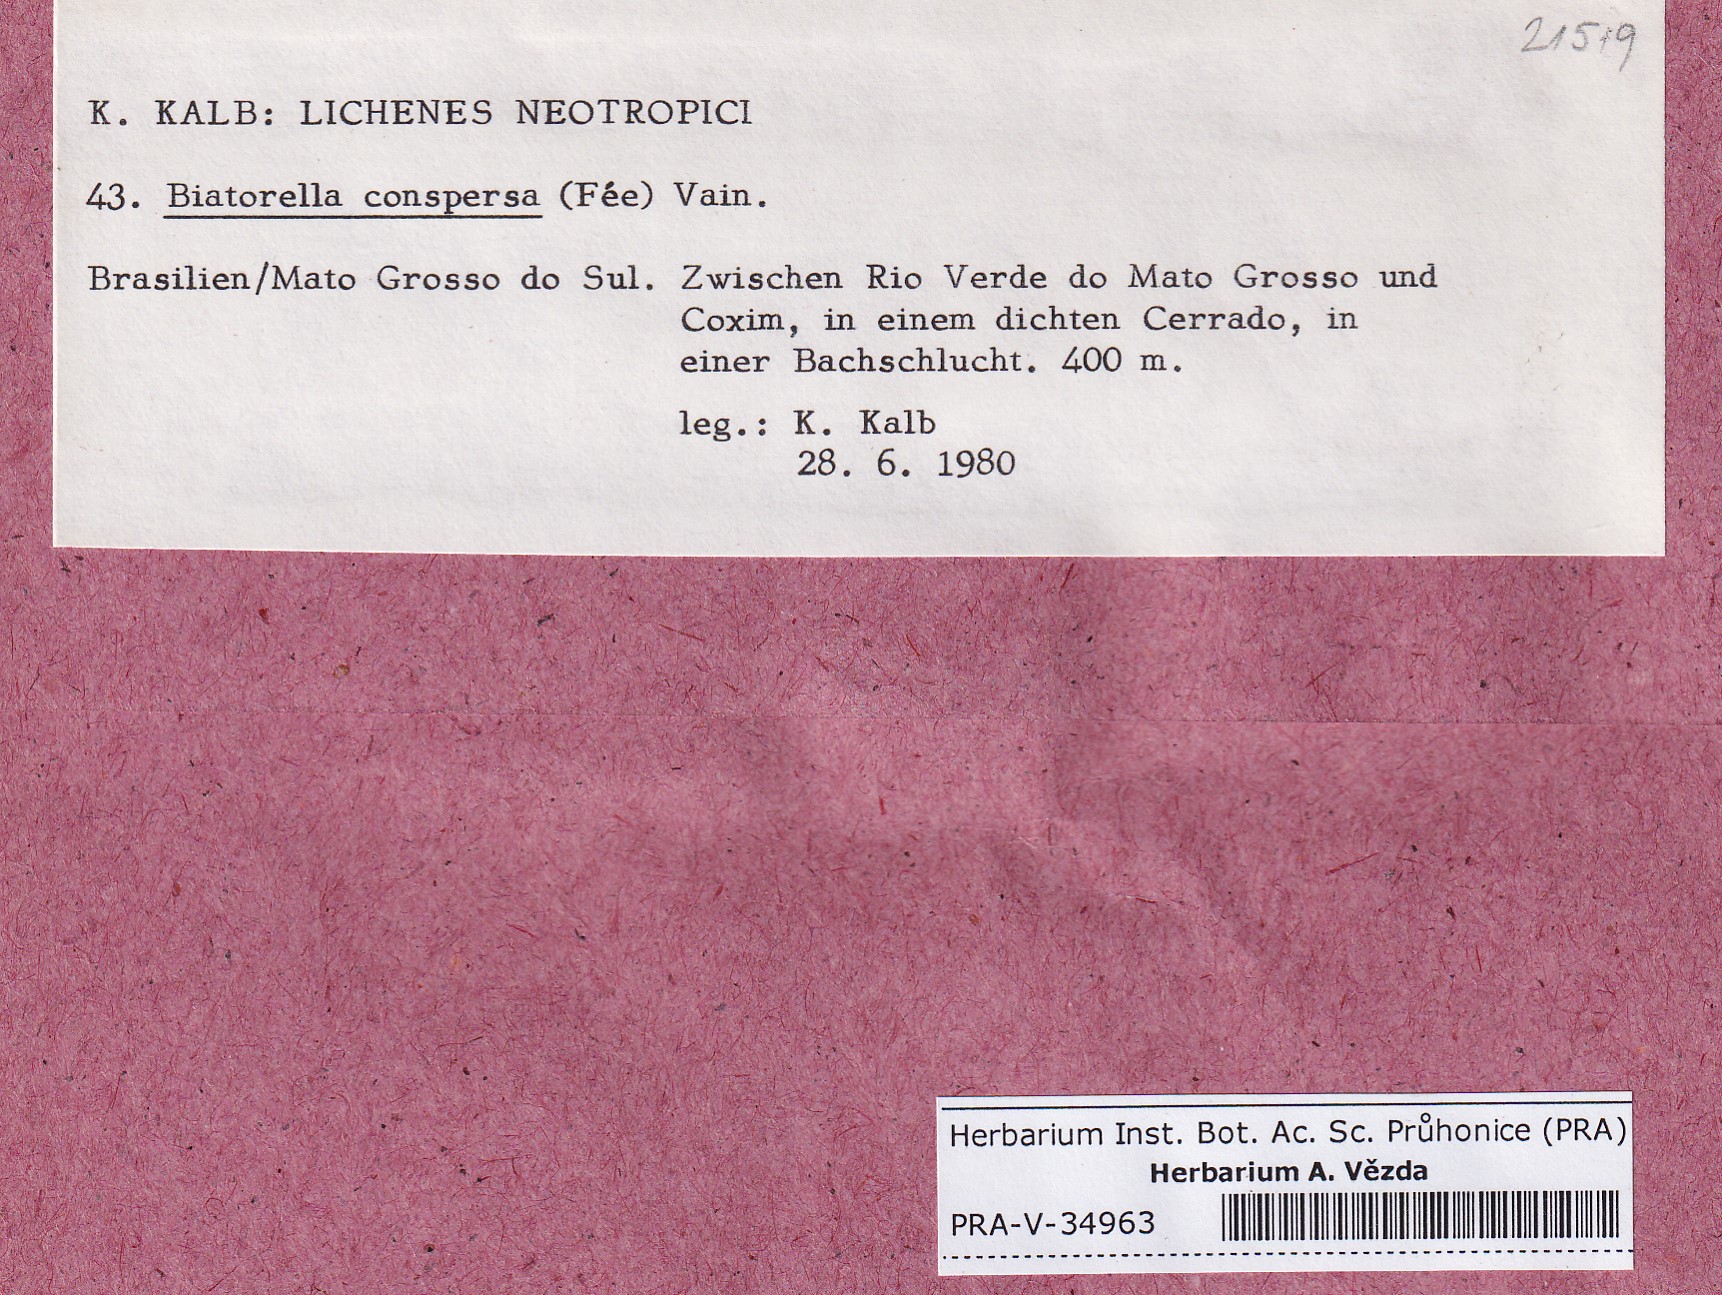 K. KALB: LICHENES NEOTROPICI
43. Biatorella conspersa (Fée) Vain.
Brasilien/Mato Grosso do Sul. Zwischen Rio Verde do Mato Grosso und
Coxim, in einem dichten Cerrado, in
einer Bachschlucht. 400 m.
leg.: K. Kalb
28. 6. 1980
Herbarium Inst. Bot. Ac. Sc. Průhonice (PRA)
Herbarium A. Vězda
PRA-V-34963